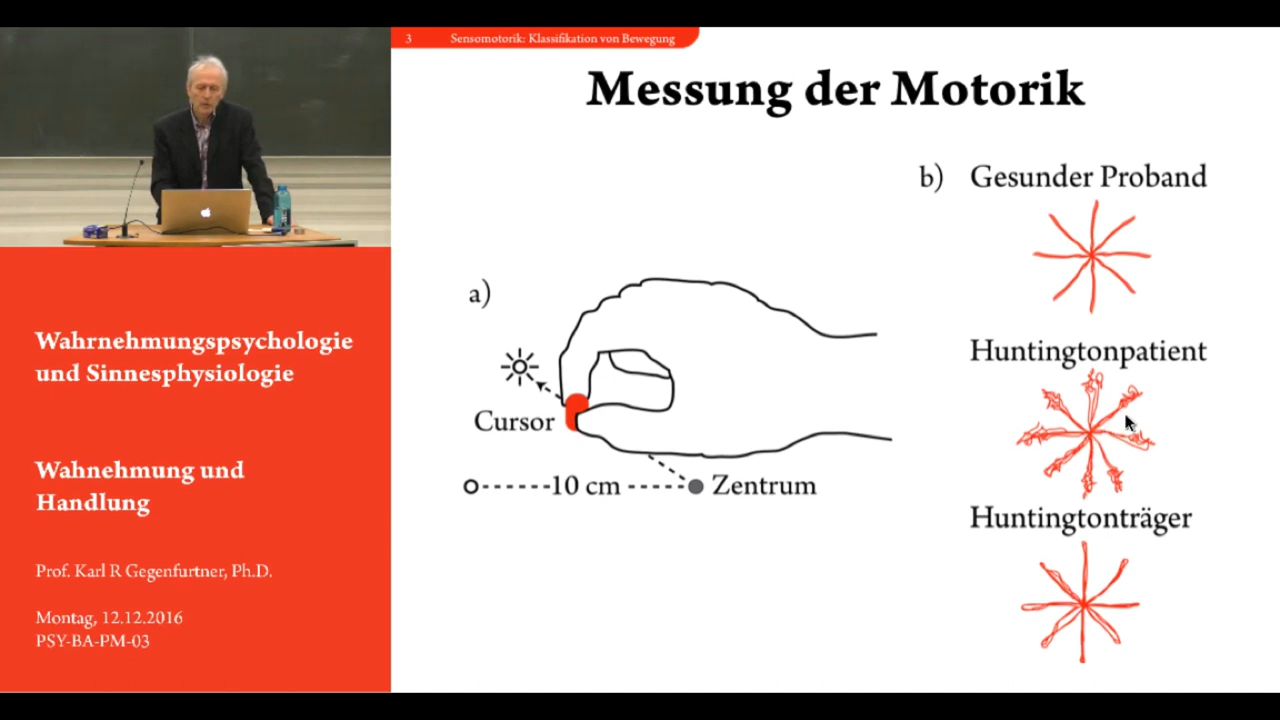 3 Sensomotorik: Klassifikation von Bewegung
Messung der Motorik
b) Gesunder Proband
a)
Huntingtonpatient
Cursor
10 cm
Zentrum
Huntingtonträger
Wahrnehmungspsychologie
und Sinnesphysiologie
Wahnehmung und
Handlung
Prof. Karl R Gegenfurtner, Ph.D.
Montag, 12.12.2016
PSY-BA-PM-03